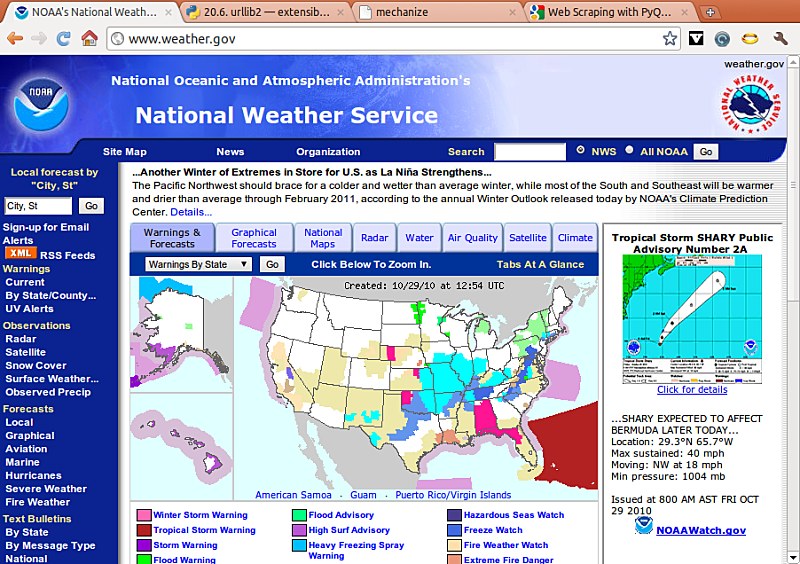 NOAA's National Weath...
20.6. urllib2 — extensib...
mechanize
Web Scraping with PyQ...
www.weather.gov
weather.gov
NOAA
National Oceanic and Atmospheric Administration's
National Weather Service
Site Map
News
Organization
Search
NWS
All NOAA
Go
Local forecast by
"City, St"
City, St
Go
Sign-up for Email
Alerts
XML RSS Feeds
Warnings
Current
By State/County...
UV Alerts
Observations
Radar
Satellite
Snow Cover
Surface Weather...
Observed Precip
Forecasts
Local
Graphical
Aviation
Marine
Hurricanes
Severe Weather
Fire Weather
Text Bulletins
By State
By Message Type
National
...Another Winter of Extremes in Store for U.S. as La Niña Strengthens...
The Pacific Northwest should brace for a colder and wetter than average winter, while most of the South and Southeast will be warmer
and drier than average through February 2011, according to the annual Winter Outlook released today by NOAA's Climate Prediction
Center. Details...
Warnings &
Forecasts
Graphical
Forecasts
National
Maps
Radar
Water
Air Quality
Satellite
Climate
Warnings By State
Go
Click Below To Zoom In.
Tabs At A Glance
Created: 10/29/10 at 12:54 UTC
American Samoa · Guam · Puerto Rico/Virgin Islands
Winter Storm Warning
Tropical Storm Warning
Storm Warning
Flood Warning
Flood Advisory
High Surf Advisory
Heavy Freezing Spray
Warning
Hazardous Seas Watch
Freeze Watch
Fire Weather Watch
Extreme Fire Danger
Tropical Storm SHARY Public
Advisory Number 2A
Click for details
...SHARY EXPECTED TO AFFECT
BERMUDA LATER TODAY...
Location: 29.3°N 65.7°W
Max sustained: 40 mph
Moving: NW at 18 mph
Min pressure: 1004 mb
Issued at 800 AM AST FRI OCT
29 2010
NOAAWatch.gov